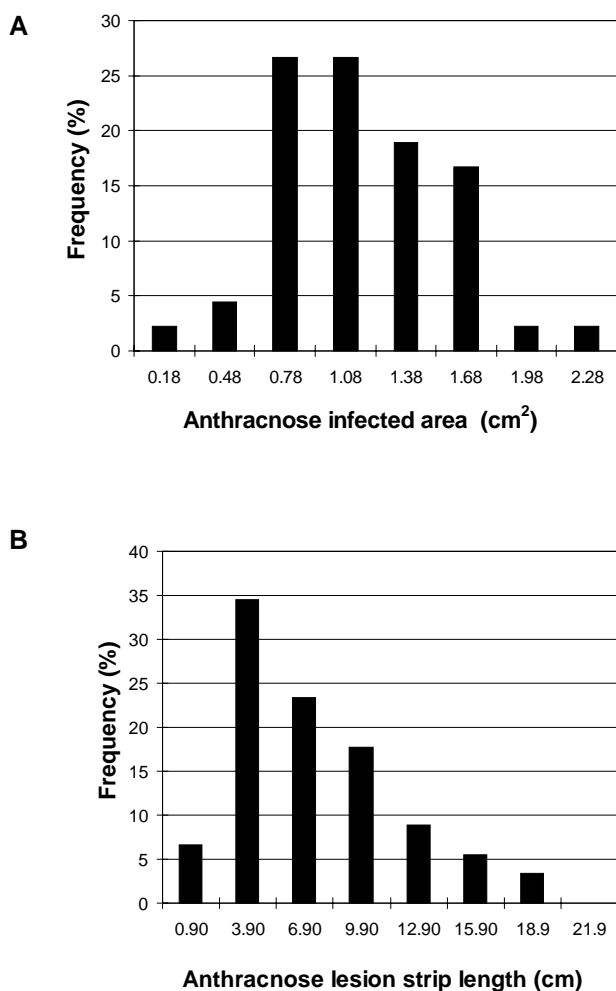 A
30
25
20
15
10
5
0
Frequency (%)
0.18 0.48 0.78 1.08 1.38 1.68 1.98 2.28
Anthracnose infected area (cm²)
B
40
35
30
25
20
15
10
5
0
Frequency (%)
0.90 3.90 6.90 9.90 12.90 15.90 18.9 21.9
Anthracnose lesion strip length (cm)